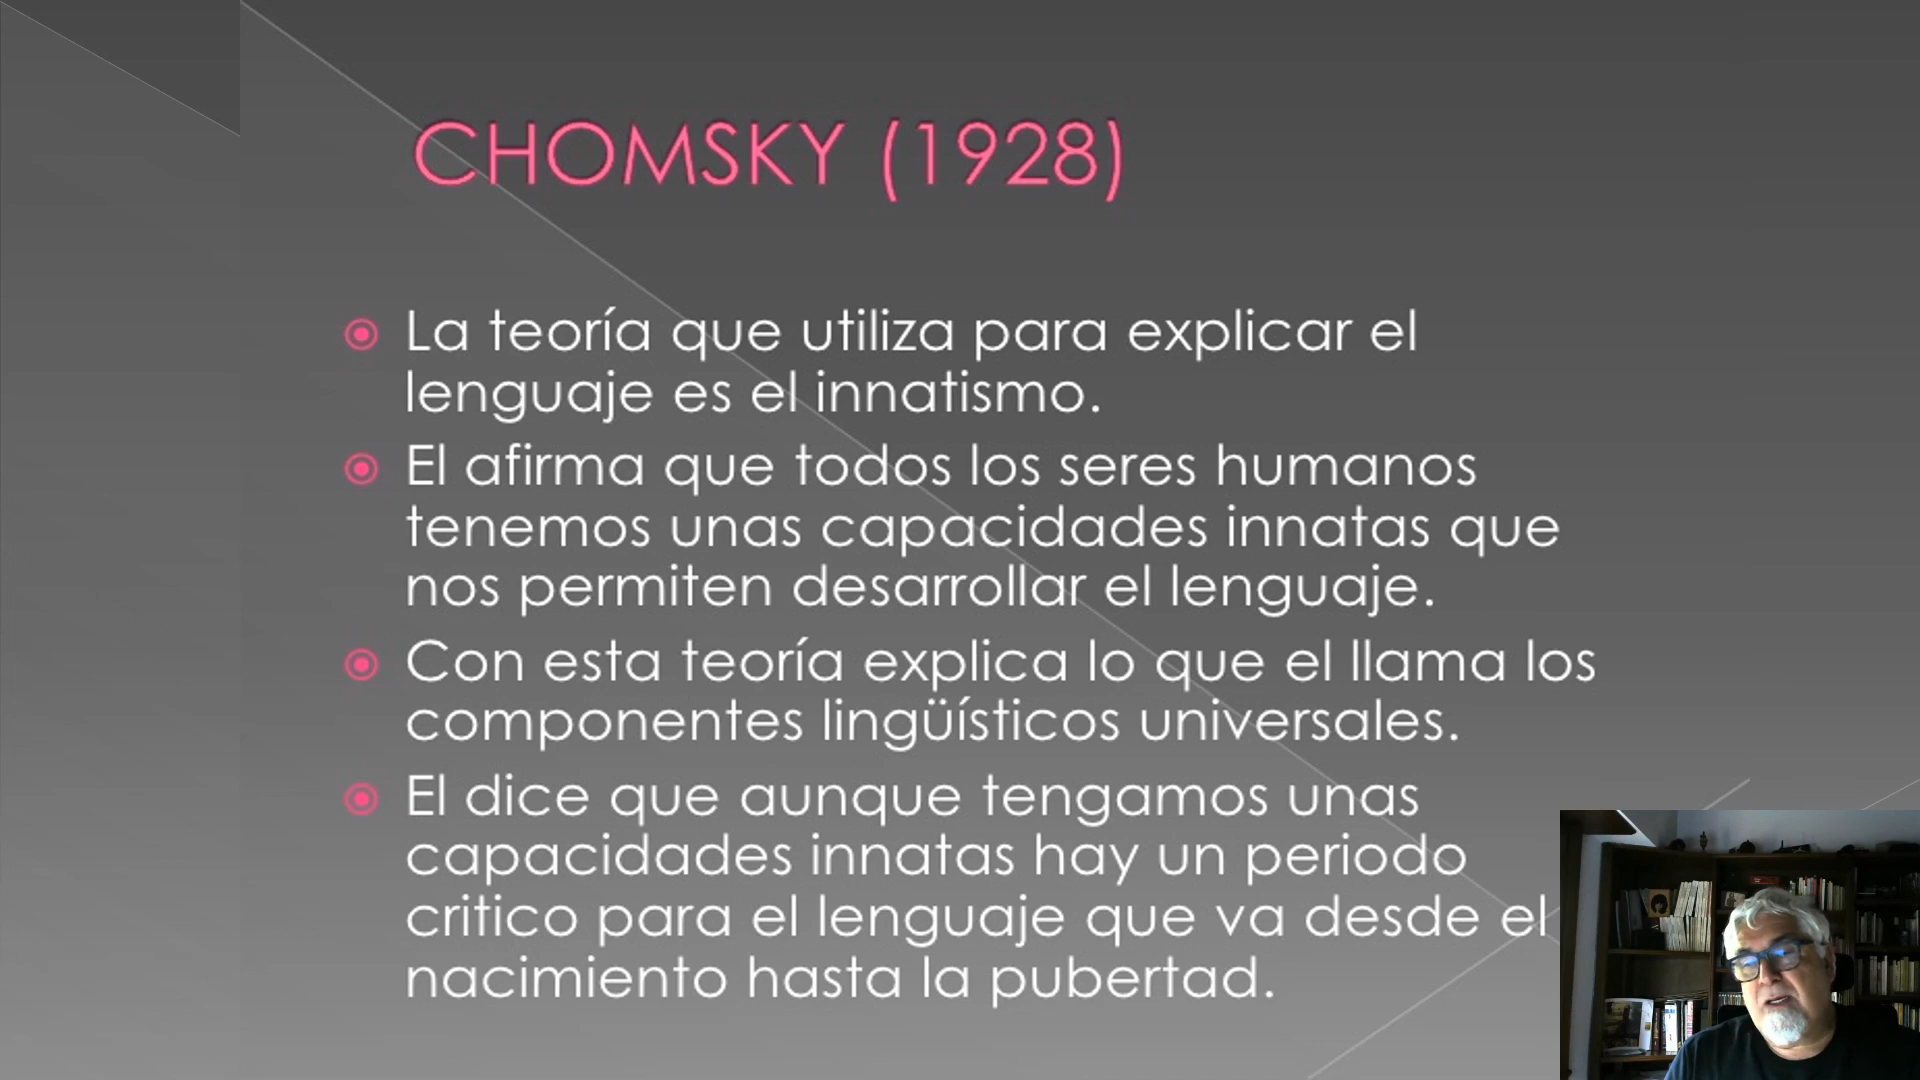 CHOMSKY (1928)
La teoría que utiliza para explicar el
lenguaje es el innatismo.
El afirma que todos los seres humanos
tenemos unas capacidades innatas que
nos permiten desarrollar el lenguaje.
Con esta teoría explica lo que el llama los
componentes lingüísticos universales.
El dice que aunque tengamos unas
capacidades innatas hay un periodo
critico para el lenguaje que va desde el
nacimiento hasta la pubertad.